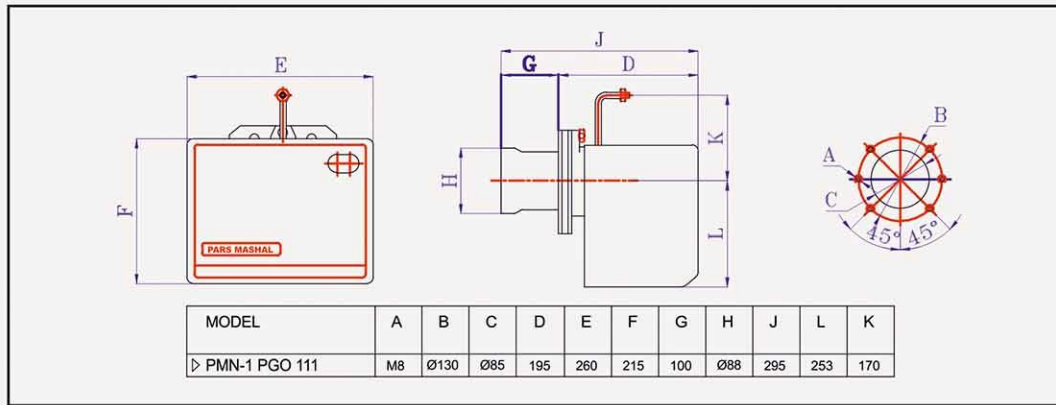 J
E
G D
B
K
A
H
C
F
L
45° 45°
PARS MASHAL
MODEL A B C D E F G H J L K
▷ PMN-1 PGO 111 M8 Ø130 Ø85 195 260 215 100 Ø88 295 253 170